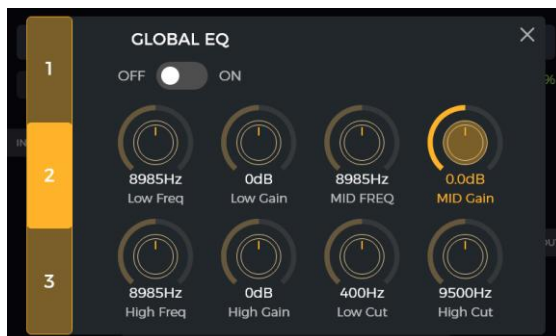 GLOBAL EQ
1
OFF ON
%
IN
8985Hz 0dB 8985Hz 0.0dB
2
Low Freq Low Gain MID FREQ MID Gain
8985Hz 0dB 400Hz 9500Hz
3
High Freq High Gain Low Cut High Cut